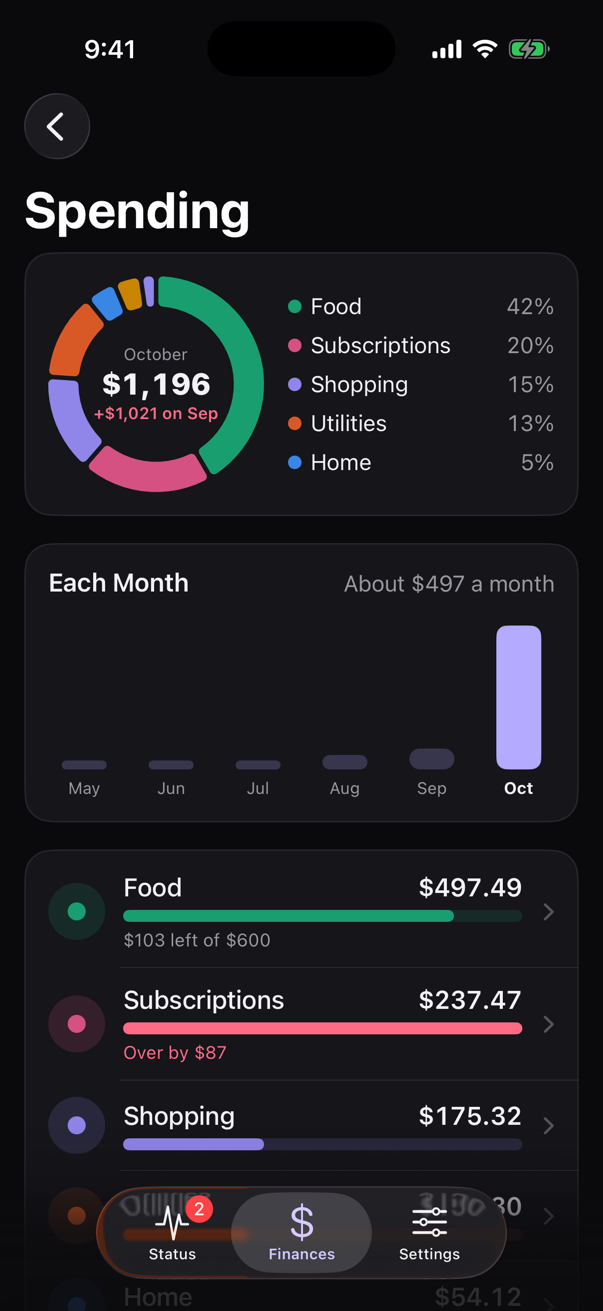 9:41
Spending
October
$1,196
+$1,021 on Sep
Food 42%
Subscriptions 20%
Shopping 15%
Utilities 13%
Home 5%
Each Month About $497 a month
May Jun Jul Aug Sep Oct
Food $497.49
$103 left of $600
Subscriptions $237.47
Over by $87
Shopping $175.32
2
$
Status Finances Settings
Home $54.12